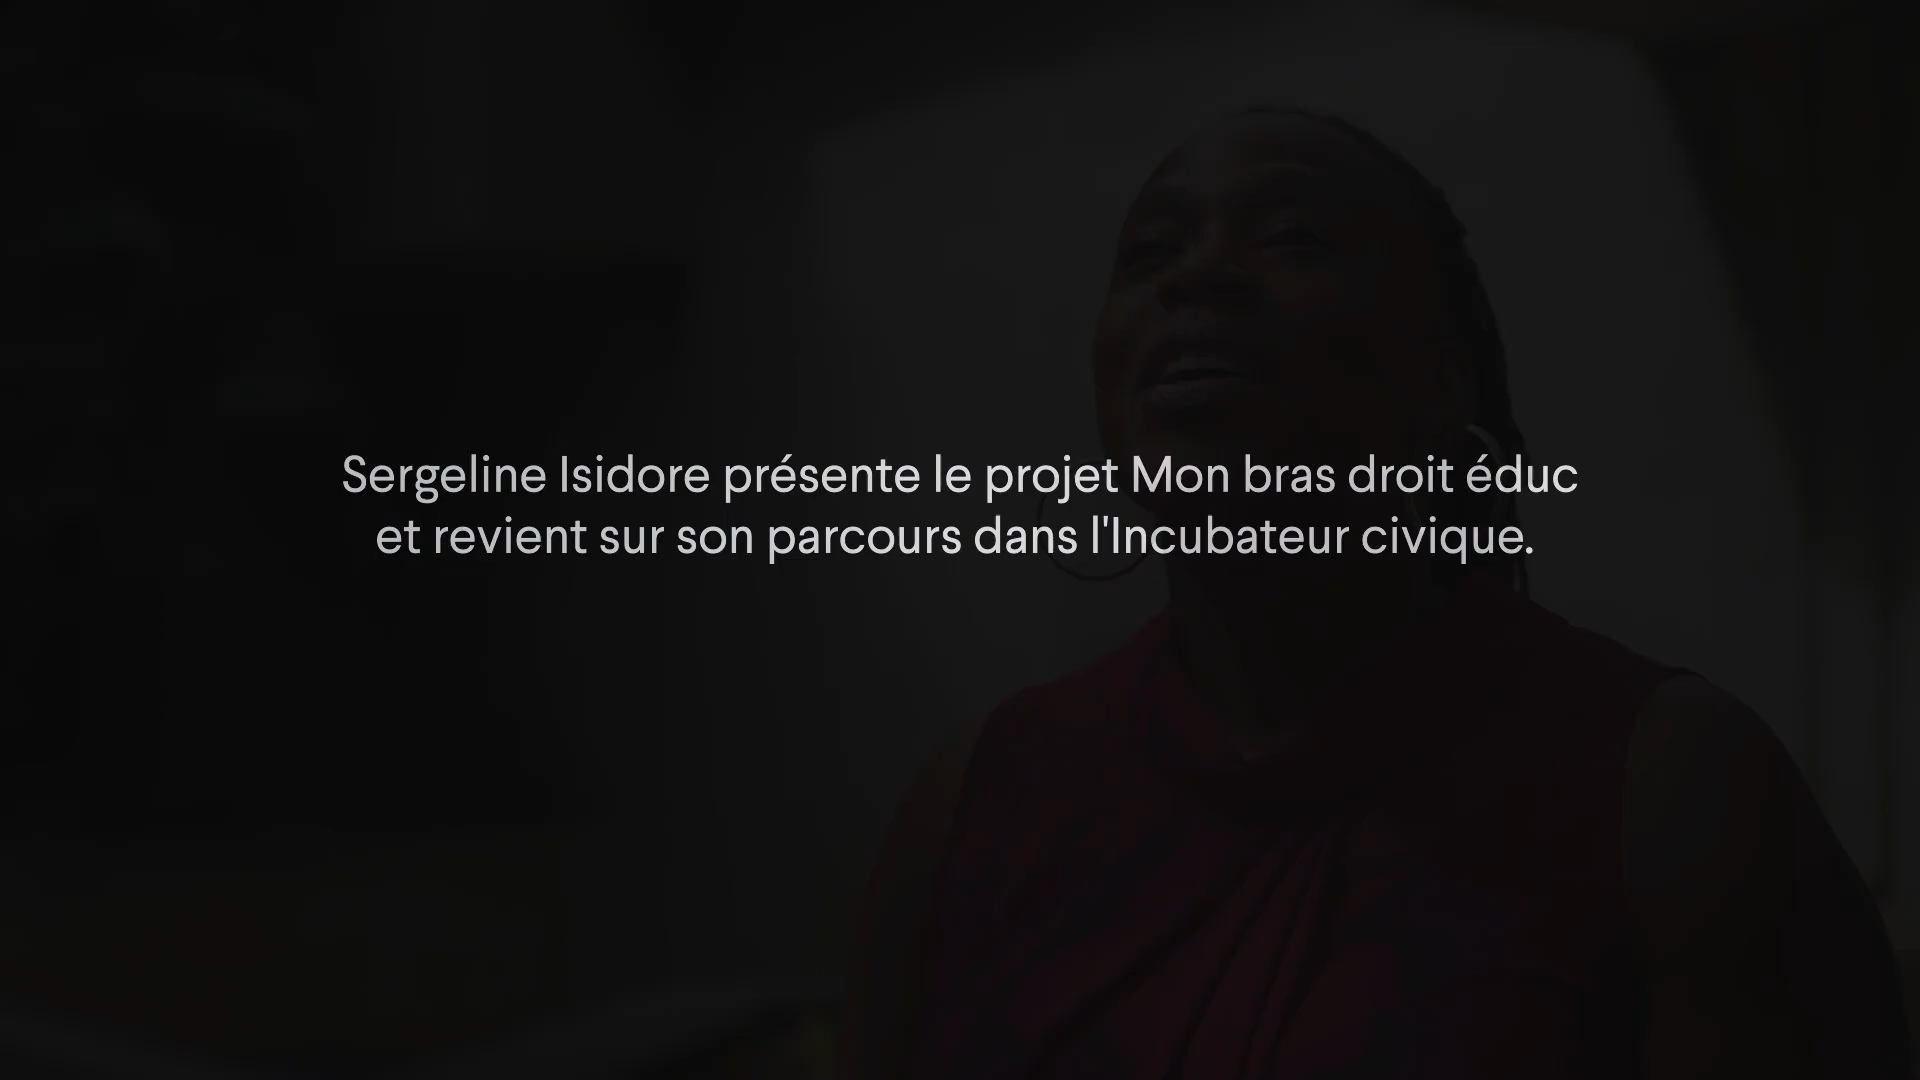 Sergeline Isidore présente le projet Mon bras droit éduc
et revient sur son parcours dans l'Incubateur civique.